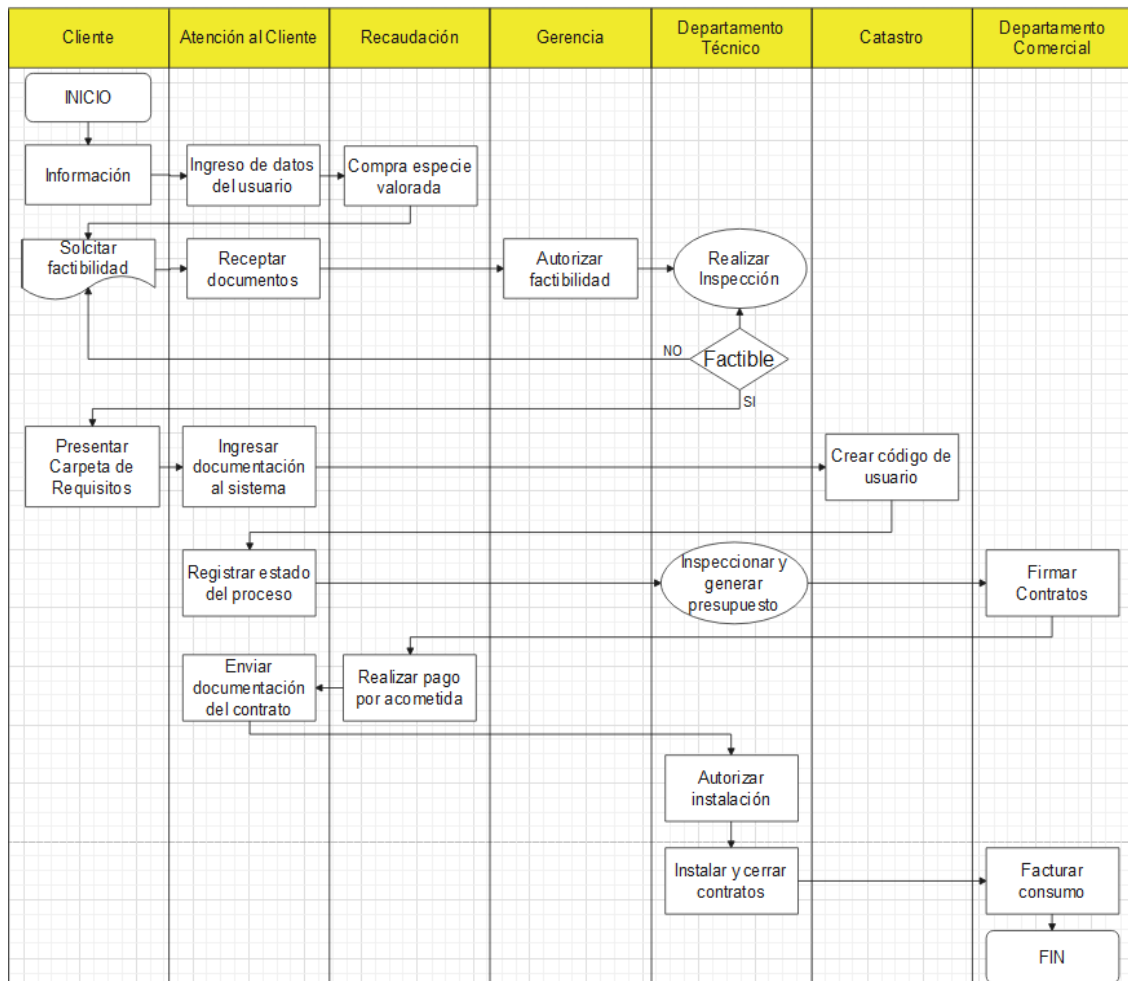 Cliente
Atención al Cliente
Recaudación
Gerencia
Departamento
Técnico
Catastro
Departamento
Comercial
INICIO
Información
Ingreso de datos
del usuario
Compra especie
valorada
Solcitar
factibilidad
Receptar
documentos
Autorizar
factibilidad
Realizar
Inspección
NO
Factible
SI
Presentar
Carpeta de
Requisitos
Ingresar
documentación
al sistema
Crear código de
usuario
Registrar estado
del proceso
Inspeccionar y
generar
presupuesto
Firmar
Contratos
Enviar
documentación
del contrato
Realizar pago
por acometida
Autorizar
instalación
Instalar y cerrar
contratos
Facturar
consumo
FIN